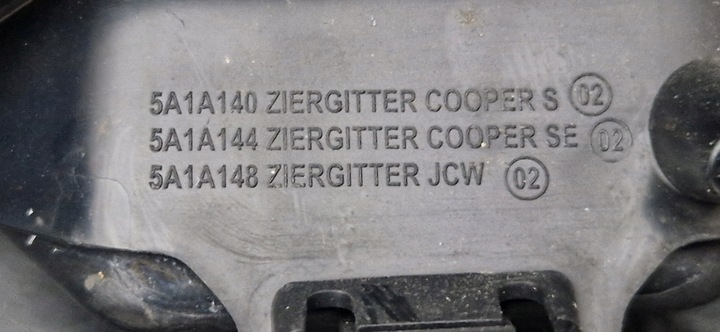 5A1A140 ZIERGITTER COOPER S 02
5A1A144 ZIERGITTER COOPER SE 02
5A1A148 ZIERGITTER JCW 02